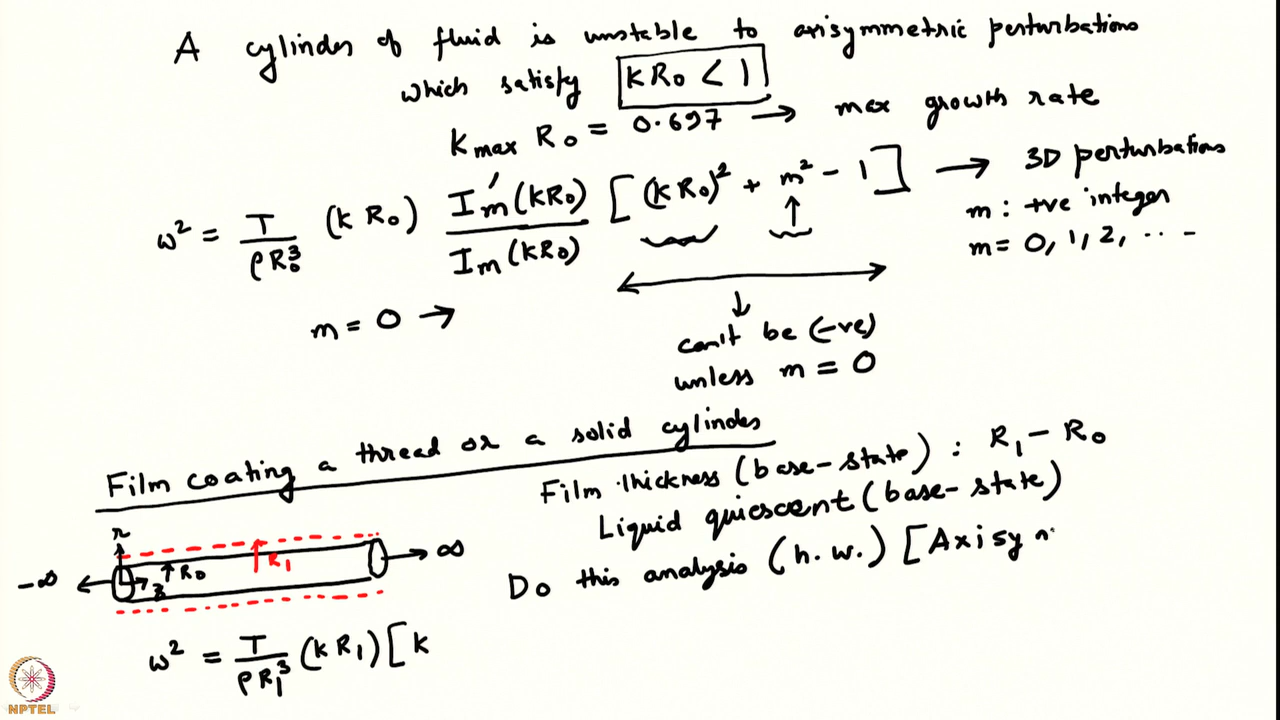 A cylinder of fluid is unstable to axisymmetric perturbations
which satisfy kR₀ < 1
k_max R₀ = 0.697 → max growth rate
ω² = T/ρR₀³ (kR₀) I'ₘ(kR₀)/Iₘ(kR₀) [(kR₀)² + m² - 1] → 3D perturbations
m : +ve integer
m = 0, 1, 2, ...
m = 0 →
can't be (-ve)
unless m = 0
Film coating a thread or a solid cylinder
Film thickness (base-state) : R₁ - R₀
Liquid quiescent (base-state)
Do this analysis (h.w.) [Axisy
r
-∞ z R₀ R₁ ∞
ω² = T/ρR₁³ (kR₁) [k
NPTEL